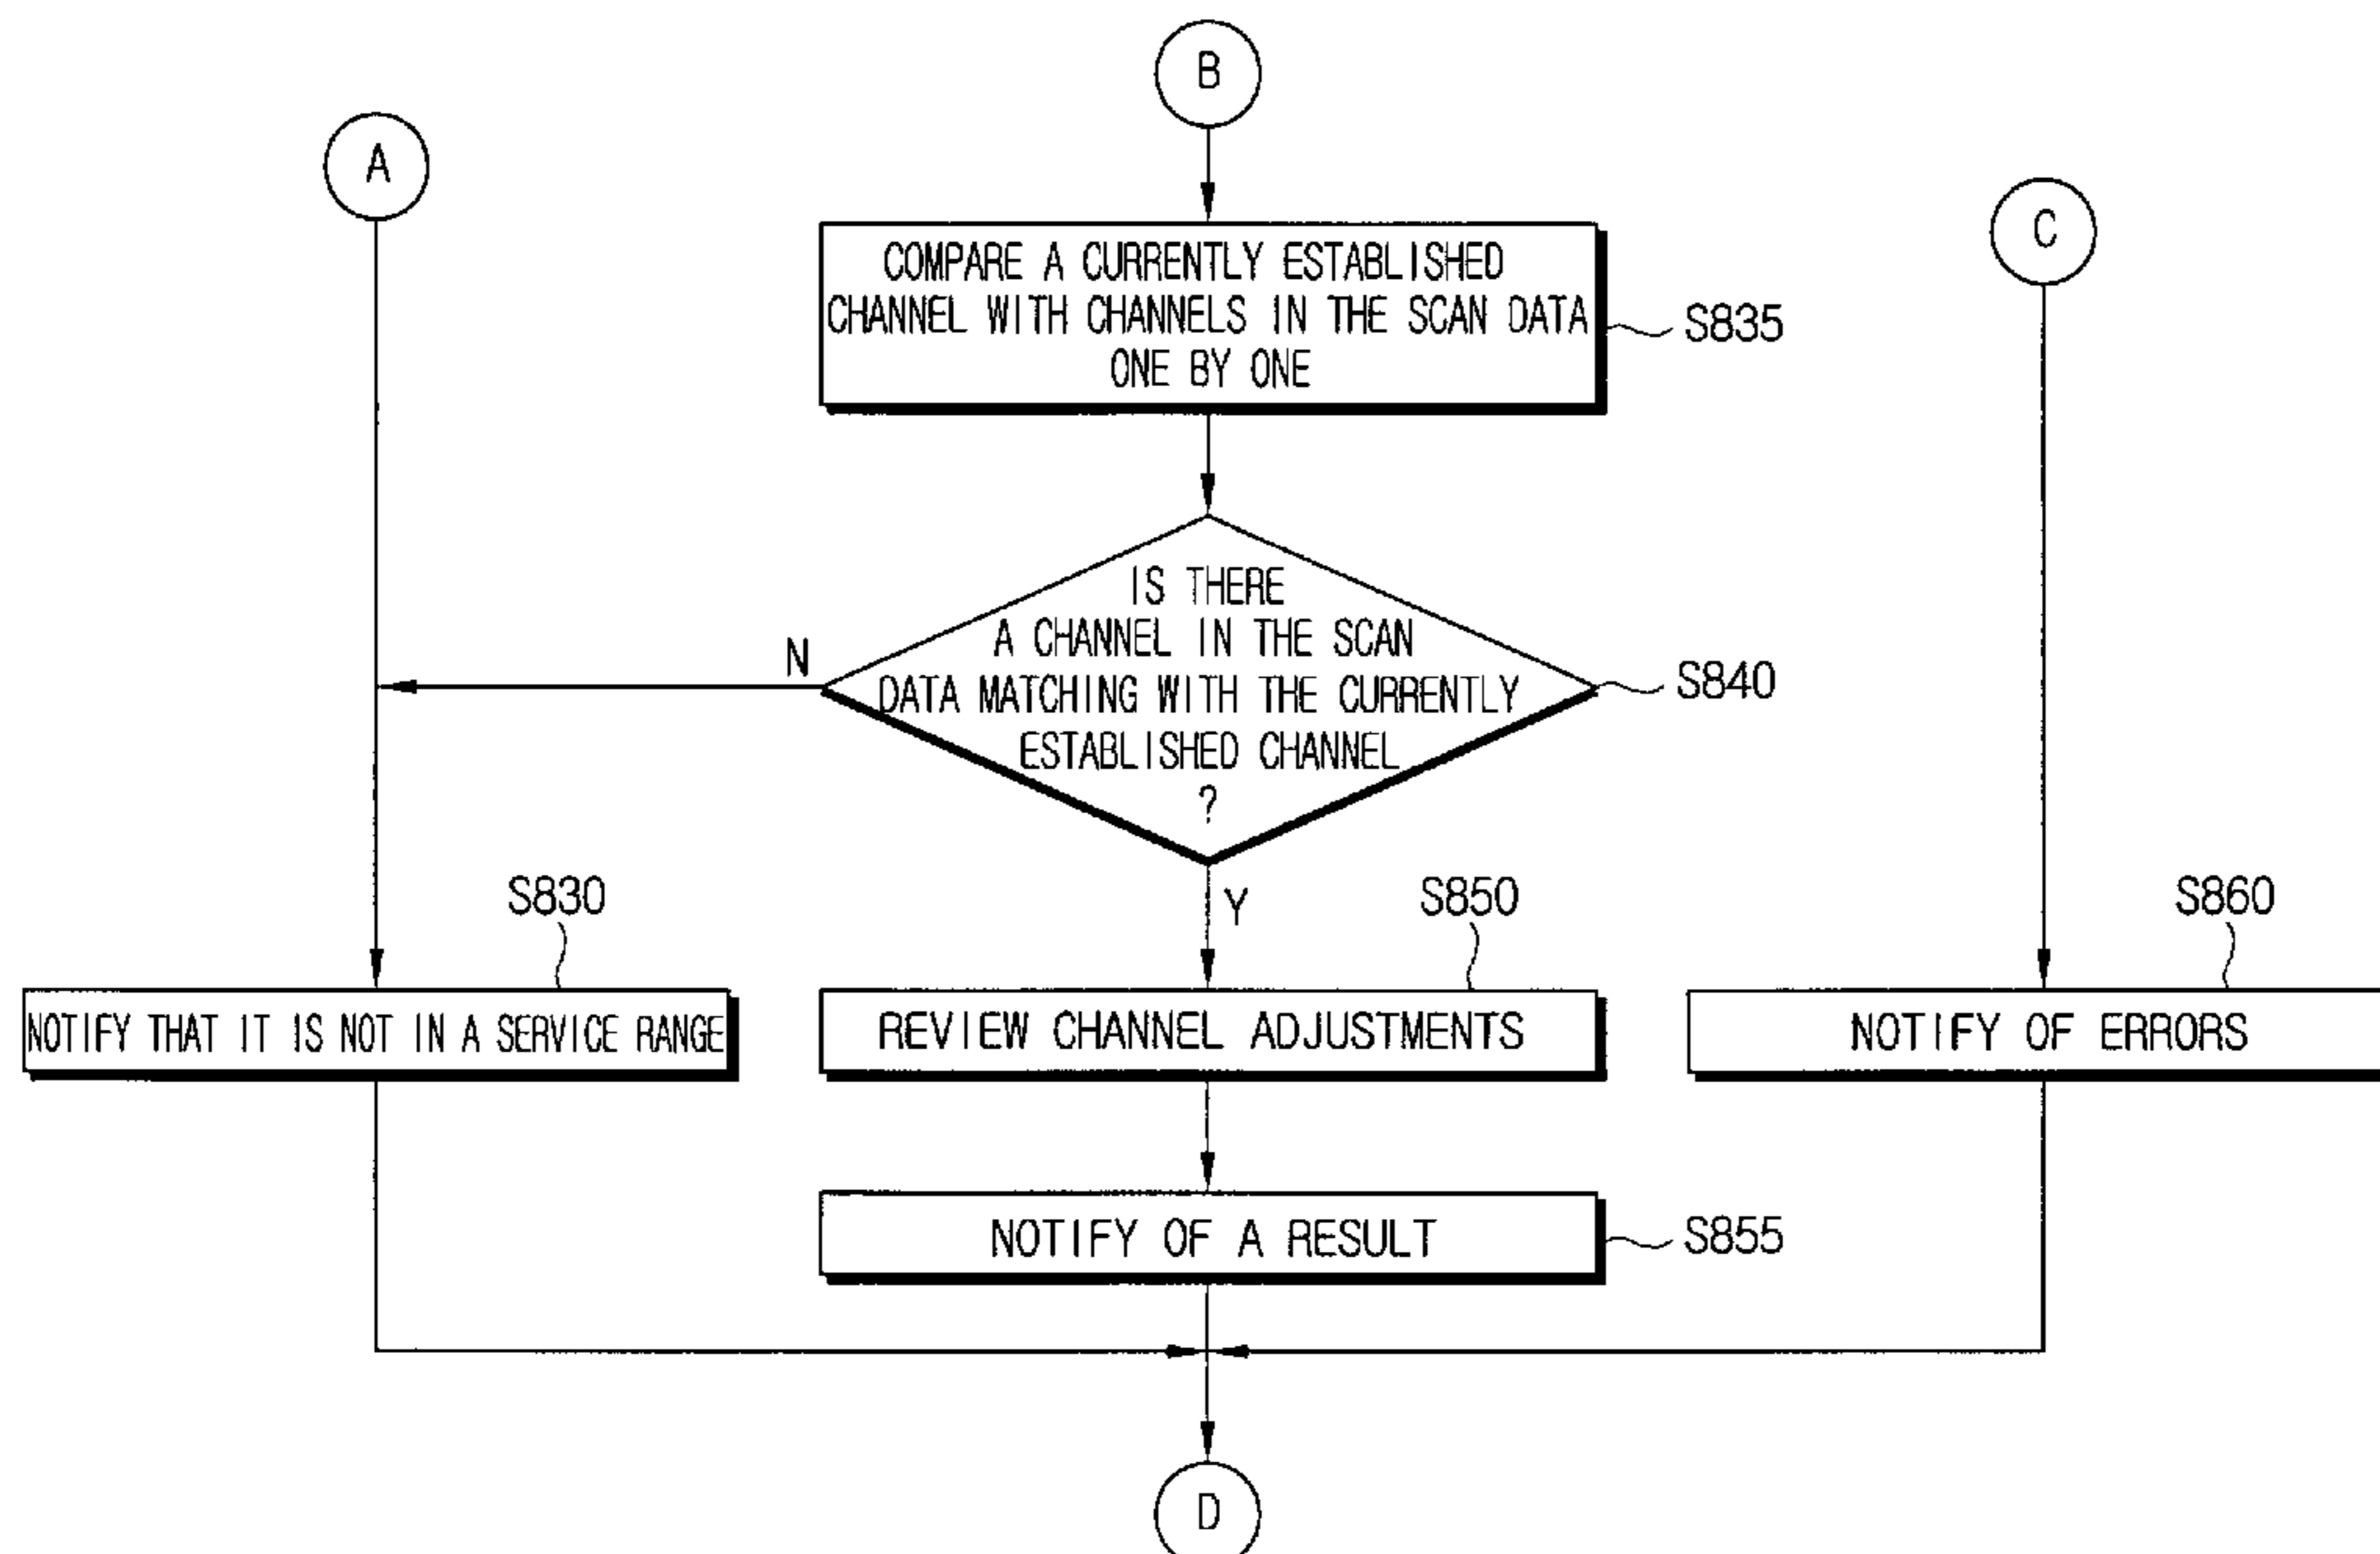 B
A
C
COMPARE A CURRENTLY ESTABLISHED
CHANNEL WITH CHANNELS IN THE SCAN DATA
ONE BY ONE
S835
IS THERE
A CHANNEL IN THE SCAN
DATA MATCHING WITH THE CURRENTLY
ESTABLISHED CHANNEL
?
N
S840
Y
S830
S850
S860
NOTIFY THAT IT IS NOT IN A SERVICE RANGE
REVIEW CHANNEL ADJUSTMENTS
NOTIFY OF ERRORS
NOTIFY OF A RESULT
S855
D